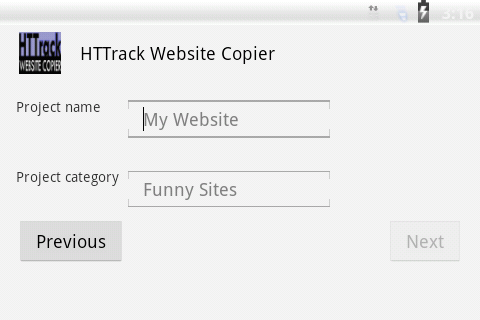 3:16
HTTrack
WEBSITE COPIER
HTTrack Website Copier
Project name
My Website
Project category
Funny Sites
Previous
Next